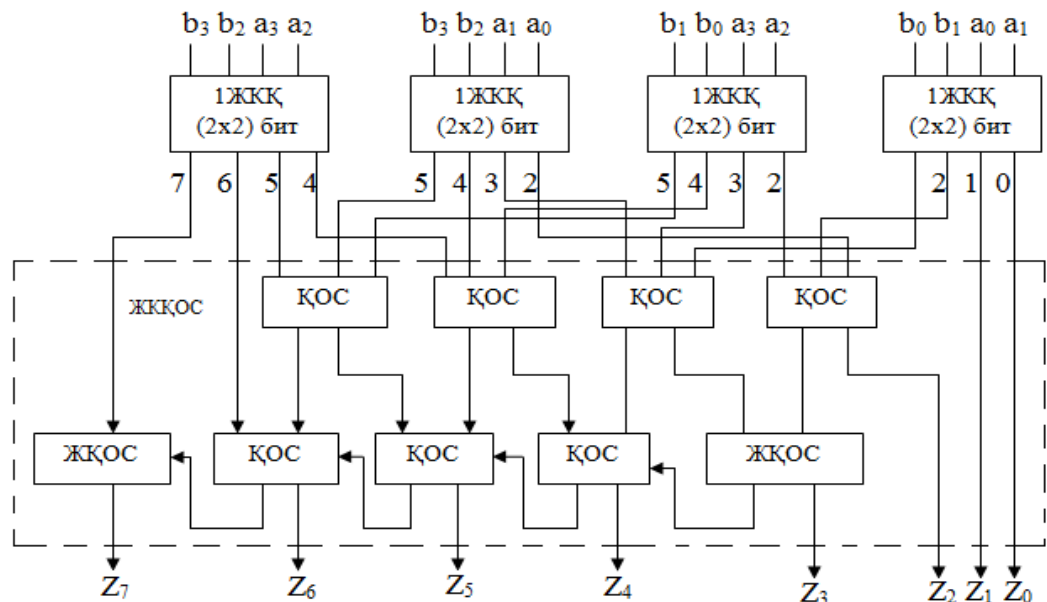 b₃ b₂ a₃ a₂ b₃ b₂ a₁ a₀ b₁ b₀ a₃ a₂ b₀ b₁ a₀ a₁
1ЖКҚ 1ЖКҚ 1ЖКҚ 1ЖКҚ
(2x2) бит (2x2) бит (2x2) бит (2x2) бит
7 6 5 4 5 4 3 2 5 4 3 2 2 1 0
ҚОС ҚОС ҚОС ҚОС
ЖКҚОС
ЖҚОС ҚОС ҚОС ҚОС ЖҚОС
Z₇ Z₆ Z₅ Z₄ Z₃ Z₂ Z₁ Z₀